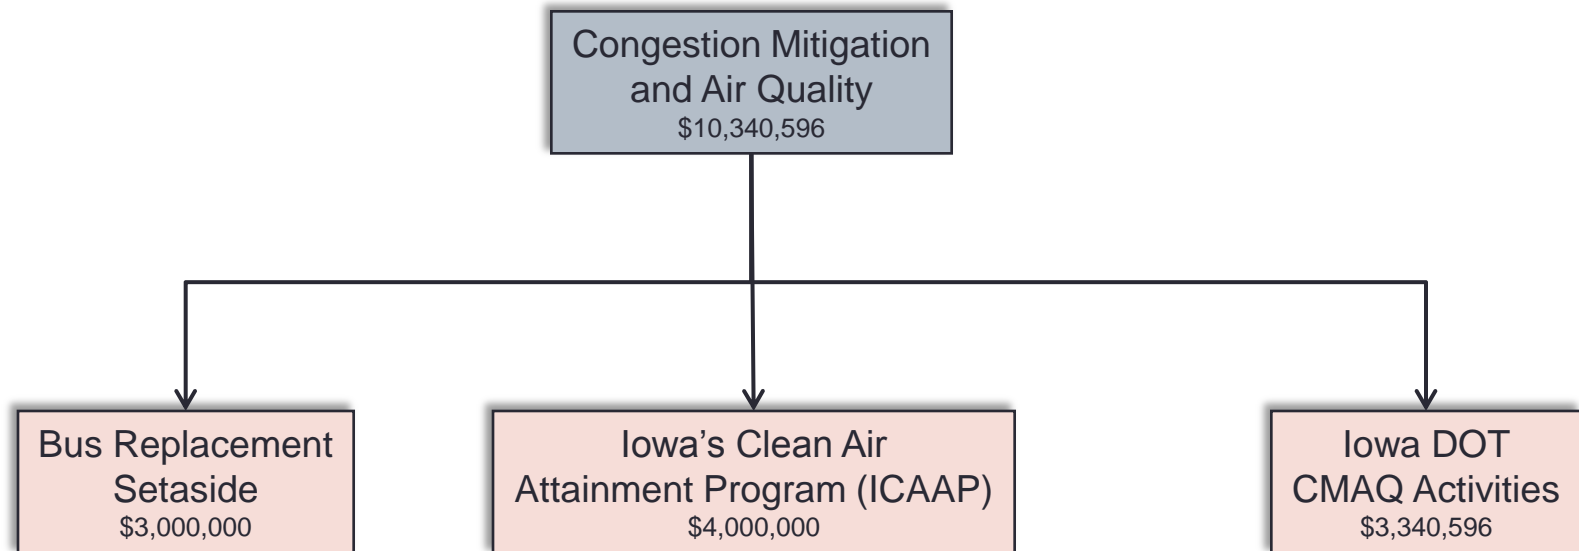 Congestion Mitigation
and Air Quality
$10,340,596
Bus Replacement
Setaside
$3,000,000
Iowa’s Clean Air
Attainment Program (ICAAP)
$4,000,000
Iowa DOT
CMAQ Activities
$3,340,596